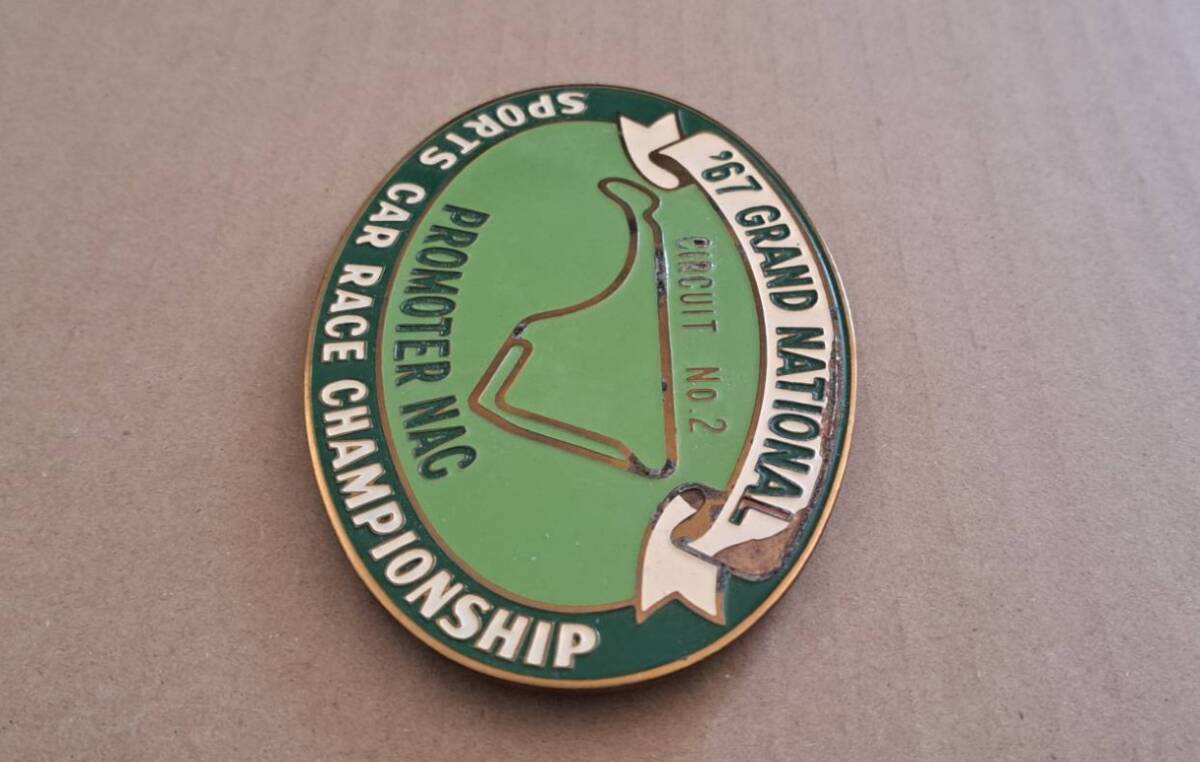 '67 GRAND NATIONAL
CIRCUIT No.2
PROMOTER NAC
SPORTS CAR RACE CHAMPIONSHIP